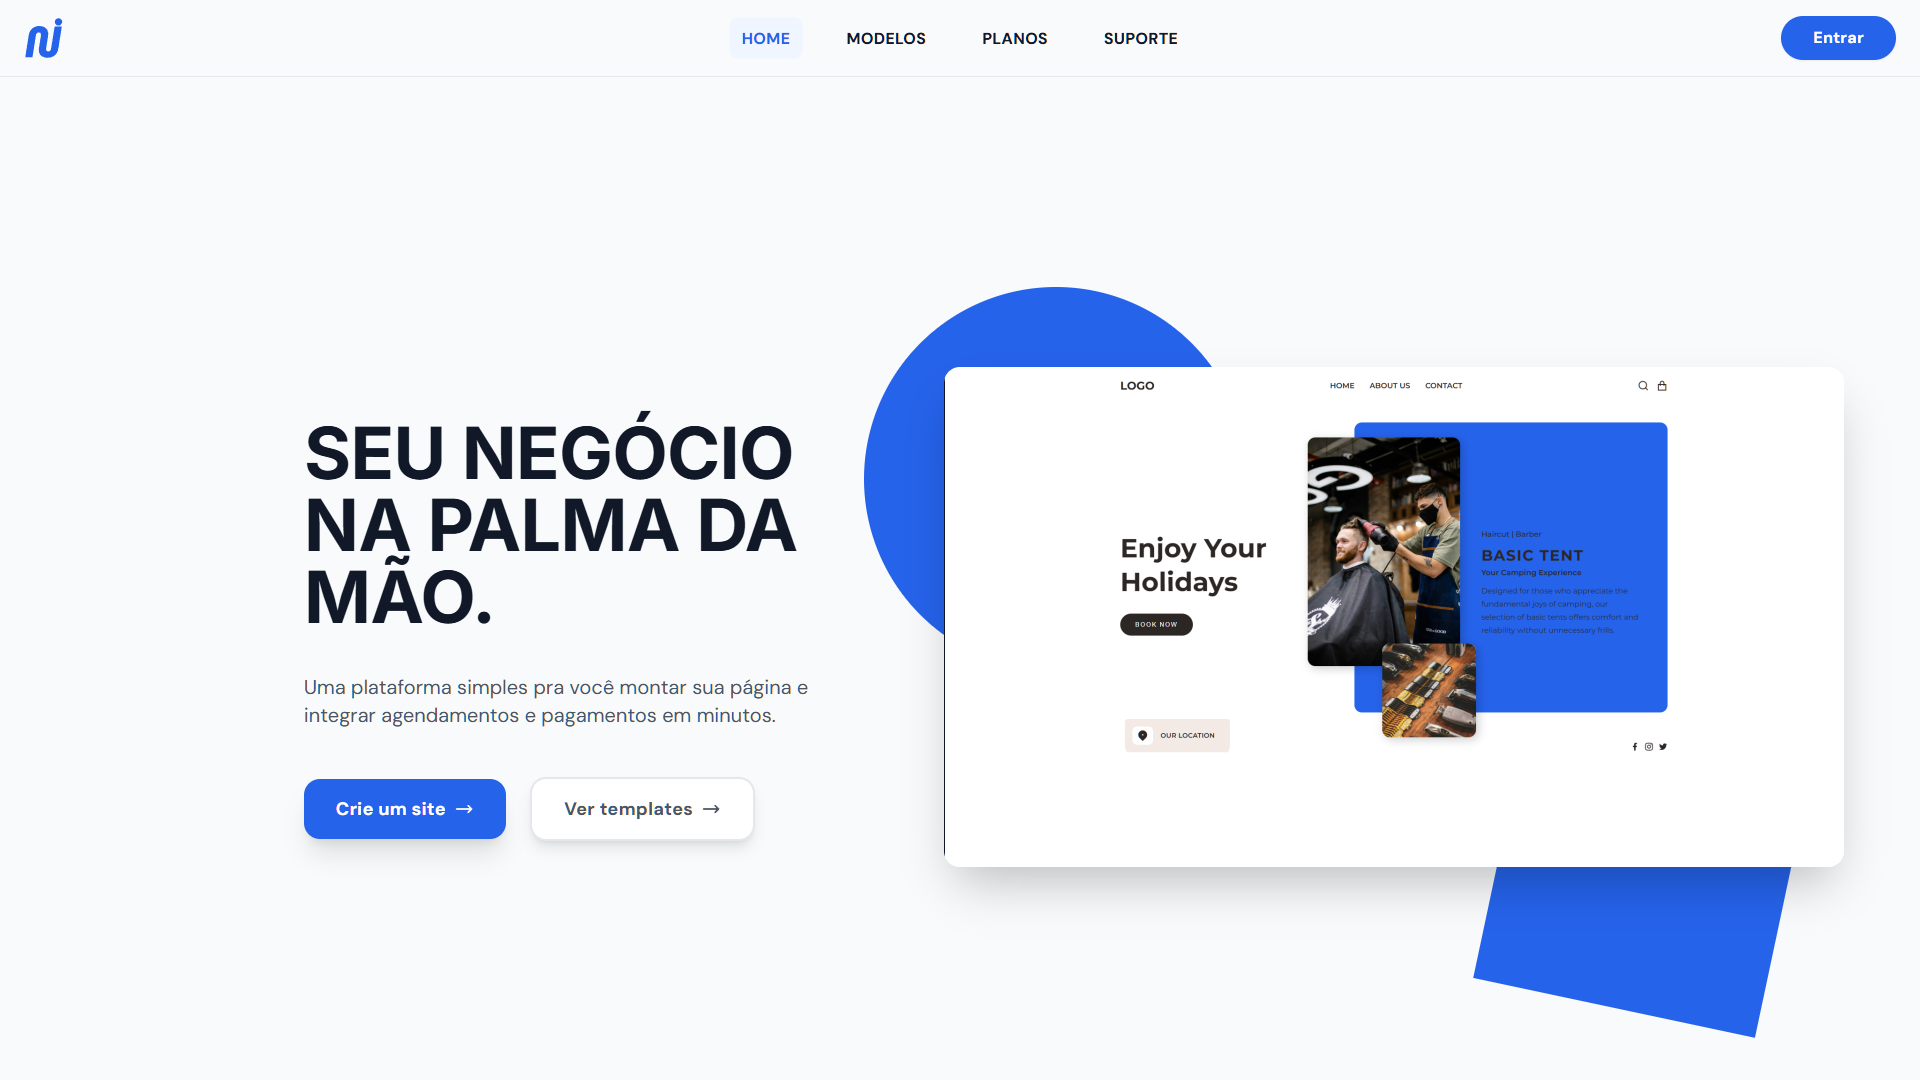 HOME
MODELOS
PLANOS
SUPORTE
Entrar
SEU NEGÓCIO
NA PALMA DA
MÃO.
Uma plataforma simples pra você montar sua página e
integrar agendamentos e pagamentos em minutos.
Crie um site →
Ver templates →
LOGO
HOME
ABOUT US
CONTACT
Enjoy Your
Holidays
BOOK NOW
OUR LOCATION
Haircut | Barber
BASIC TENT
Your Camping Experience
Designed for those who appreciate the
fundamental joys of camping, our
selection of basic tents offers comfort and
reliability without unnecessary frills.